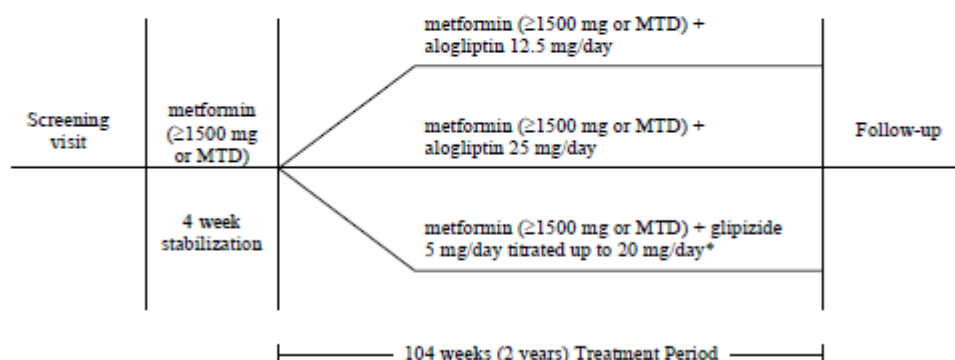 metformin (≥1500 mg or MTD) +
alogliptin 12.5 mg/day
Screening
visit
metformin
(≥1500 mg
or MTD)
metformin (≥1500 mg or MTD) +
alogliptin 25 mg/day
Follow-up
4 week
stabilization
metformin (≥1500 mg or MTD) + glipizide
5 mg/day titrated up to 20 mg/day*
104 weeks (2 years) Treatment Period